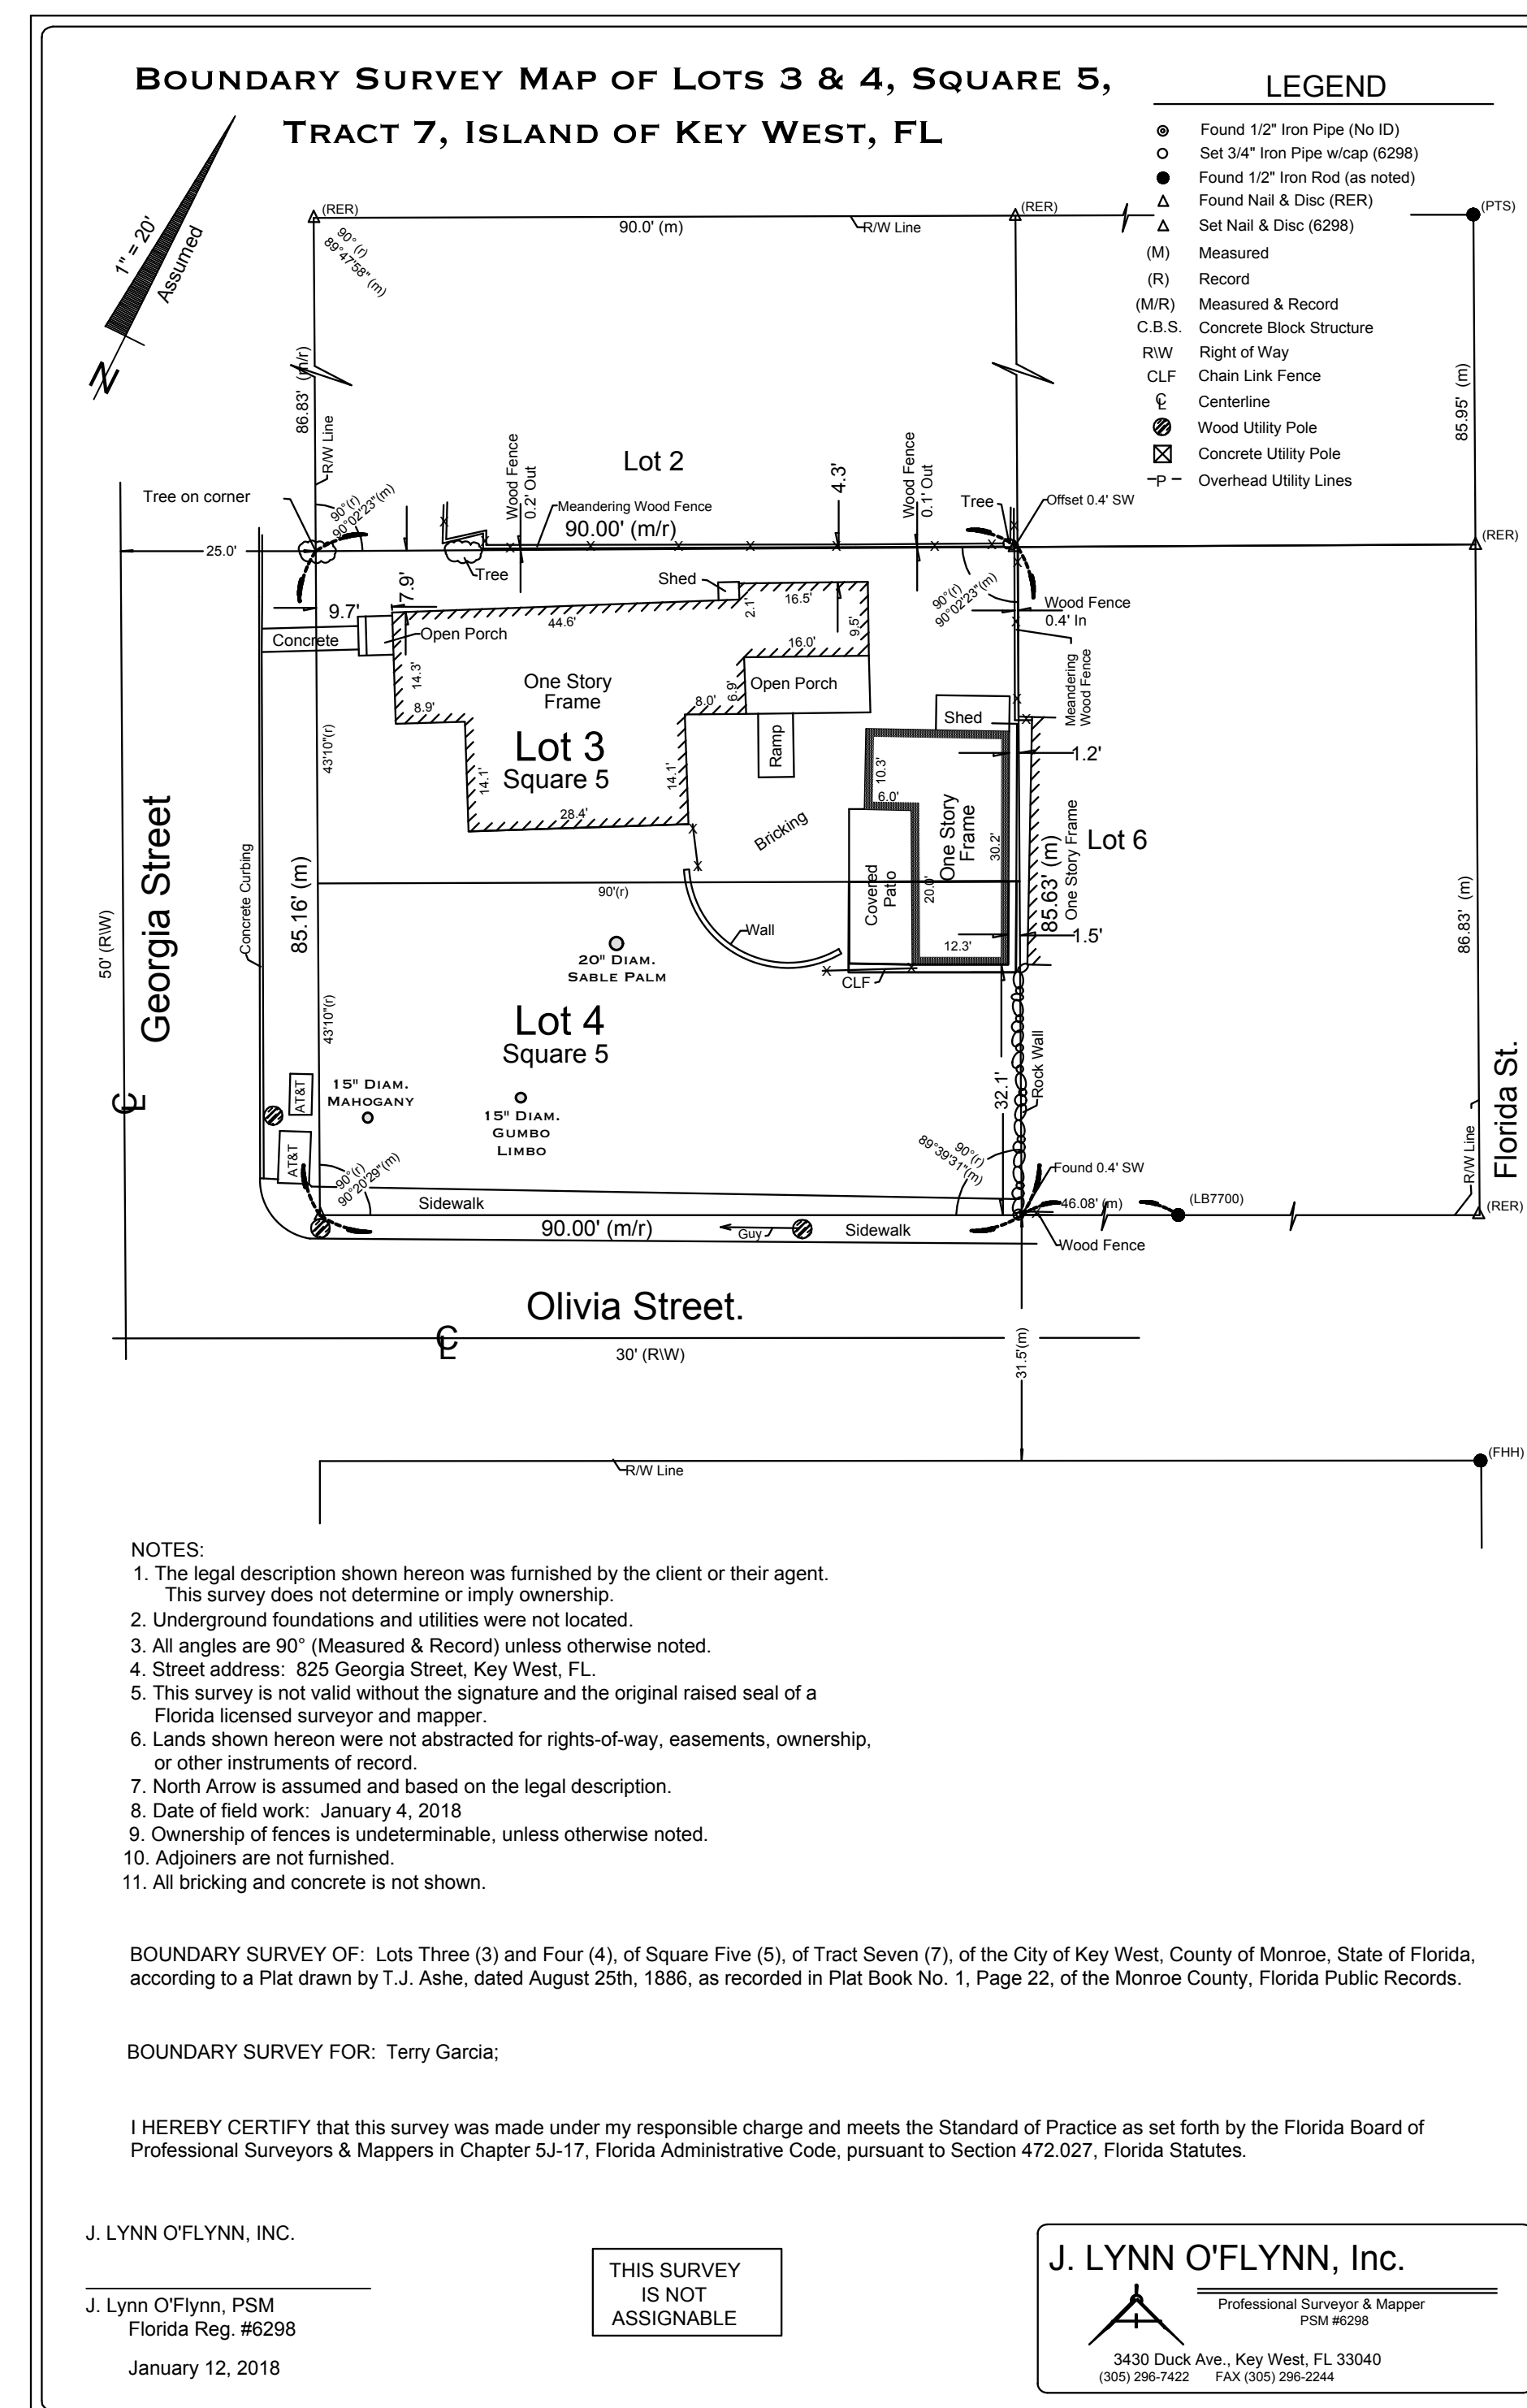 BOUNDARY SURVEY MAP OF LOTS 3 & 4, SQUARE 5,
TRACT 7, ISLAND OF KEY WEST, FL
LEGEND
Found 1/2" Iron Pipe (No ID)
Set 3/4" Iron Pipe w/cap (6298)
Found 1/2" Iron Rod (as noted)
Found Nail & Disc (RER)
Set Nail & Disc (6298)
(M) Measured
(R) Record
(M/R) Measured & Record
C.B.S. Concrete Block Structure
R\W Right of Way
CLF Chain Link Fence
CL Centerline
Wood Utility Pole
Concrete Utility Pole
-P- Overhead Utility Lines
1" = 20'
Assumed
N
(RER)
90.0' (m)
R/W Line
(RER)
(PTS)
90° (r)
89°47'58" (m)
86.83' (m/r)
R/W Line
85.95' (m)
Tree on corner
90°(r)
90°02'23"(m)
Wood Fence
0.2' Out
Lot 2
Meandering Wood Fence
90.00' (m/r)
4.3'
Wood Fence
0.1' Out
Tree
Offset 0.4' SW
(RER)
25.0'
Tree
7.9'
Shed
16.5'
2.1'
9.5'
90°(r)
90°02'23"(m)
Wood Fence
0.4' In
9.7'
Concrete
Open Porch
44.6'
16.0'
14.3'
One Story
Frame
6.9'
Open Porch
8.9'
8.0'
Meandering
Wood Fence
Shed
Ramp
Lot 3
Square 5
43'10"(r)
14.1'
14.1'
28.4'
1.2'
10.3'
6.0'
One Story
Frame
30.2'
Bricking
One Story Frame
Lot 6
Georgia Street
50' (R\W)
Concrete Curbing
85.16' (m)
90'(r)
Covered
Patio
20.0'
85.63' (m)
86.83' (m)
Wall
12.3'
1.5'
20" DIAM.
SABLE PALM
CLF
43'10"(r)
Lot 4
Square 5
Rock Wall
32.1'
Florida St.
CL
AT&T
15" DIAM.
MAHOGANY
15" DIAM.
GUMBO
LIMBO
AT&T
90°(r)
90°20'29"(m)
90°(r)
89°39'31"(m)
Found 0.4' SW
R/W Line
Sidewalk
46.08' (m)
(LB7700)
(RER)
90.00' (m/r)
Guy
Sidewalk
Wood Fence
Olivia Street.
CL
30' (R\W)
31.5'(m)
R/W Line
(FHH)
NOTES:
1. The legal description shown hereon was furnished by the client or their agent.
This survey does not determine or imply ownership.
2. Underground foundations and utilities were not located.
3. All angles are 90° (Measured & Record) unless otherwise noted.
4. Street address: 825 Georgia Street, Key West, FL.
5. This survey is not valid without the signature and the original raised seal of a
Florida licensed surveyor and mapper.
6. Lands shown hereon were not abstracted for rights-of-way, easements, ownership,
or other instruments of record.
7. North Arrow is assumed and based on the legal description.
8. Date of field work: January 4, 2018
9. Ownership of fences is undeterminable, unless otherwise noted.
10. Adjoiners are not furnished.
11. All bricking and concrete is not shown.
BOUNDARY SURVEY OF: Lots Three (3) and Four (4), of Square Five (5), of Tract Seven (7), of the City of Key West, County of Monroe, State of Florida,
according to a Plat drawn by T.J. Ashe, dated August 25th, 1886, as recorded in Plat Book No. 1, Page 22, of the Monroe County, Florida Public Records.
BOUNDARY SURVEY FOR: Terry Garcia;
I HEREBY CERTIFY that this survey was made under my responsible charge and meets the Standard of Practice as set forth by the Florida Board of
Professional Surveyors & Mappers in Chapter 5J-17, Florida Administrative Code, pursuant to Section 472.027, Florida Statutes.
J. LYNN O'FLYNN, INC.
J. Lynn O'Flynn, PSM
Florida Reg. #6298
January 12, 2018
THIS SURVEY
IS NOT
ASSIGNABLE
J. LYNN O'FLYNN, Inc.
Professional Surveyor & Mapper
PSM #6298
3430 Duck Ave., Key West, FL 33040
(305) 296-7422 FAX (305) 296-2244